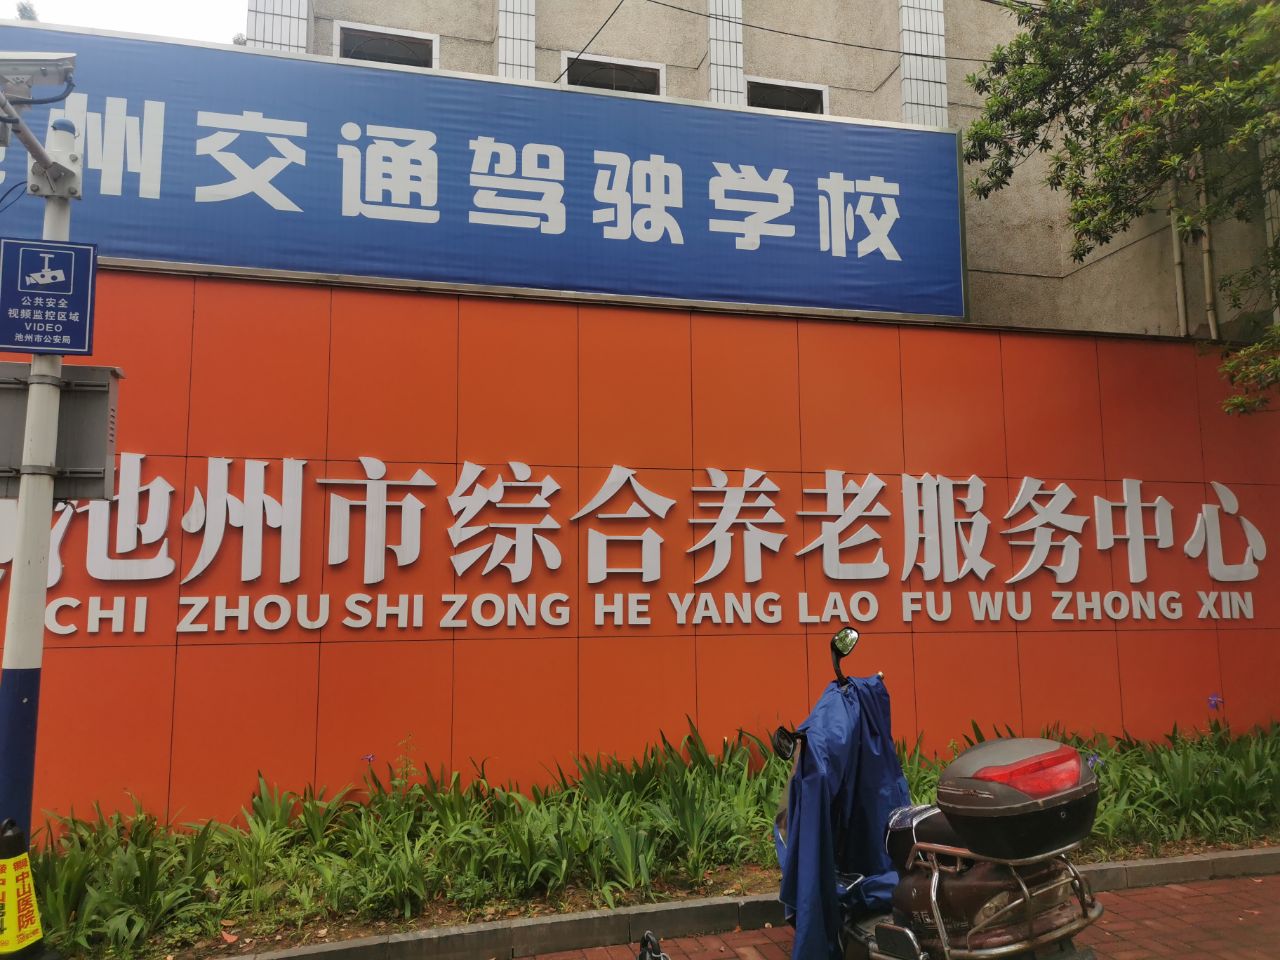 州交通驾驶学校
公共安全
视频监控区域
VIDEO
池州市公安局
池州市综合养老服务中心
CHI ZHOU SHI ZONG HE YANG LAO FU WU ZHONG XIN
中山医院